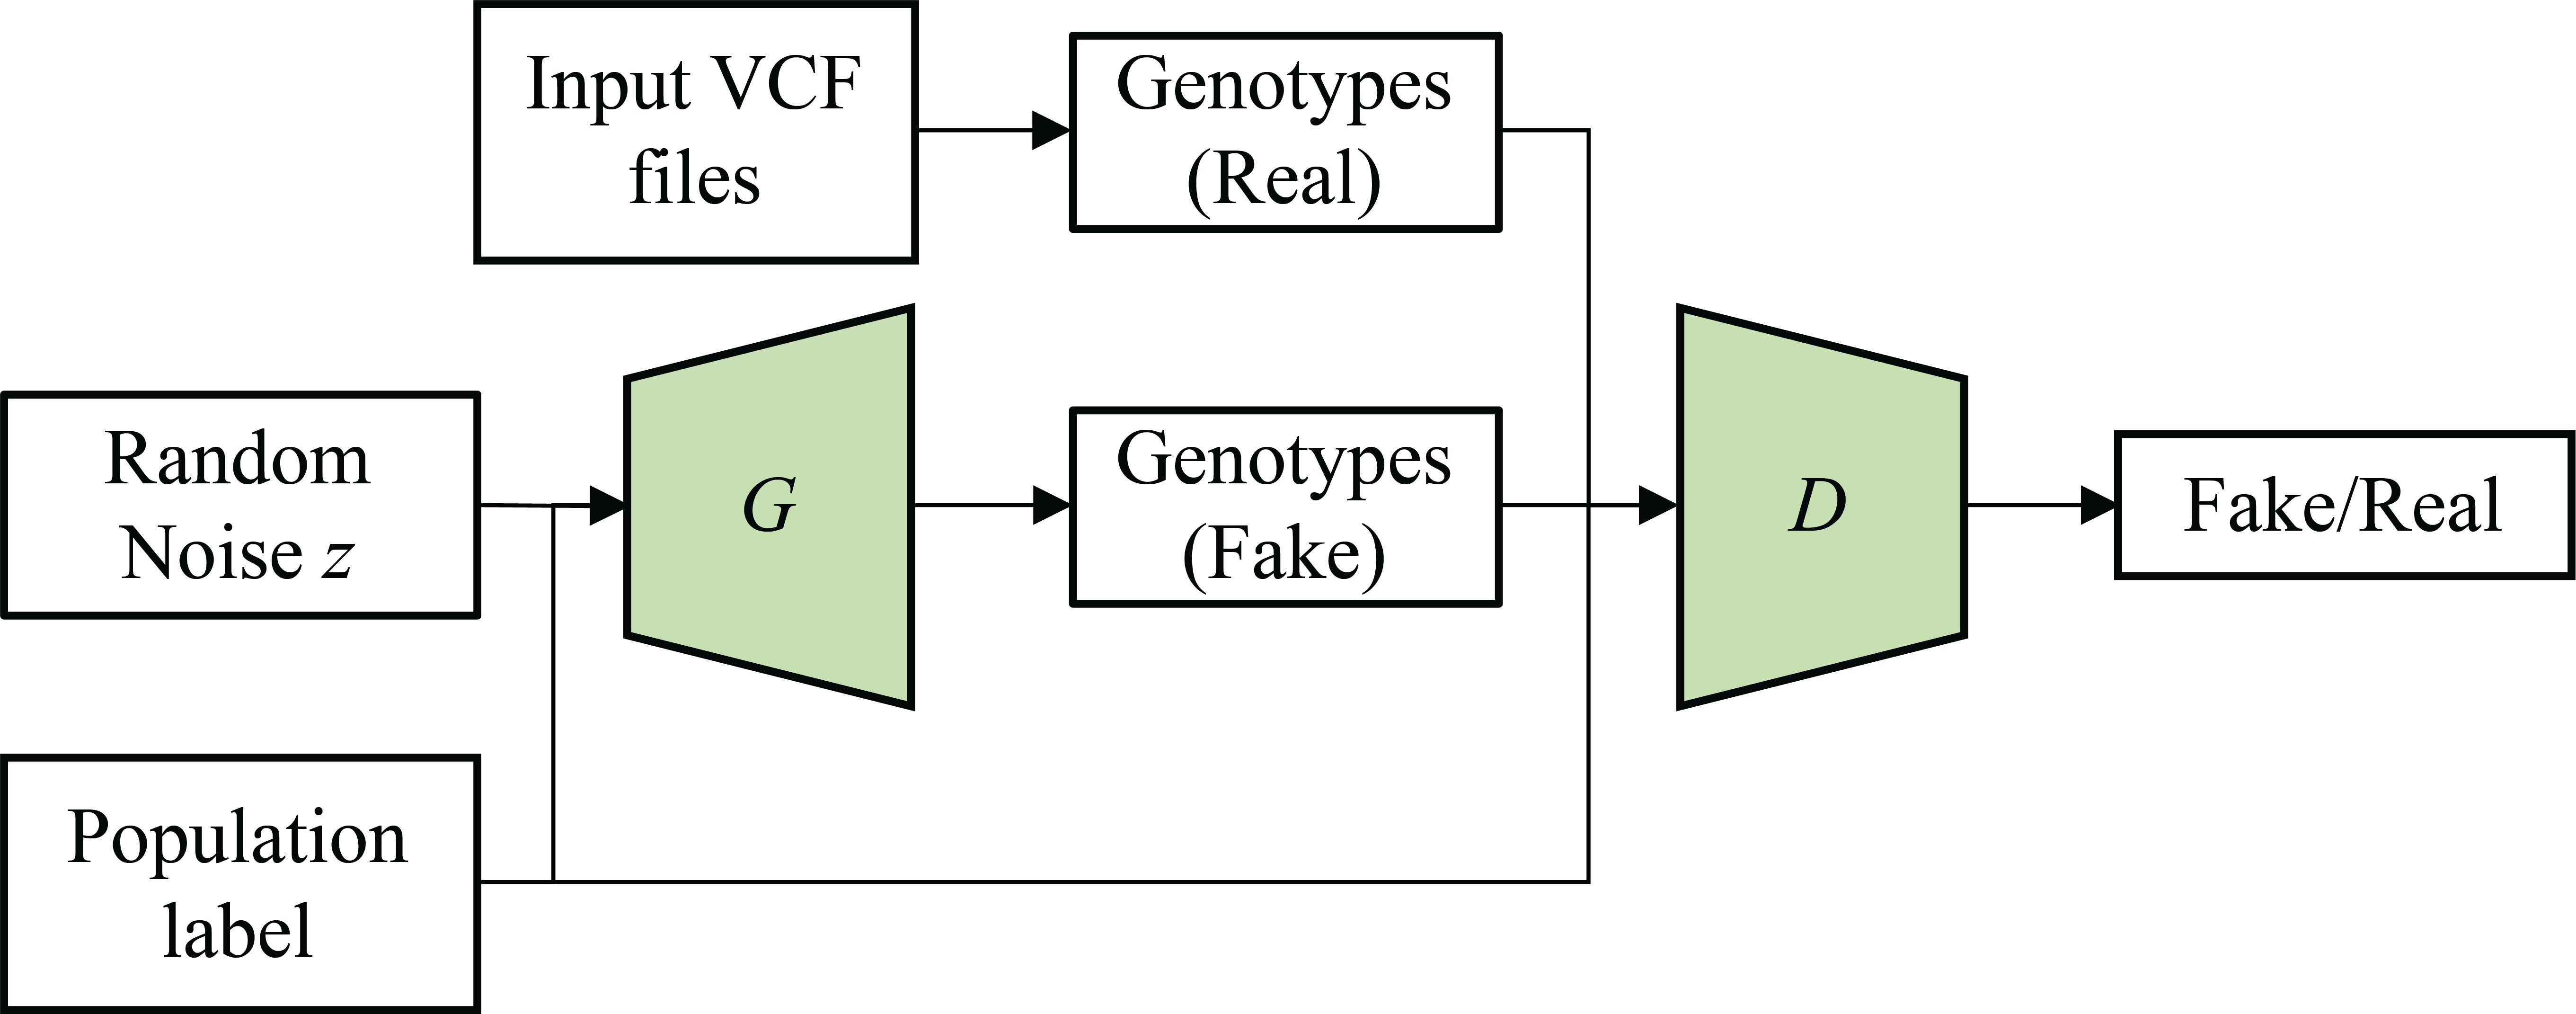 Input VCF
files
Genotypes
(Real)
Random
Noise z
G
Genotypes
(Fake)
D
Fake/Real
Population
label